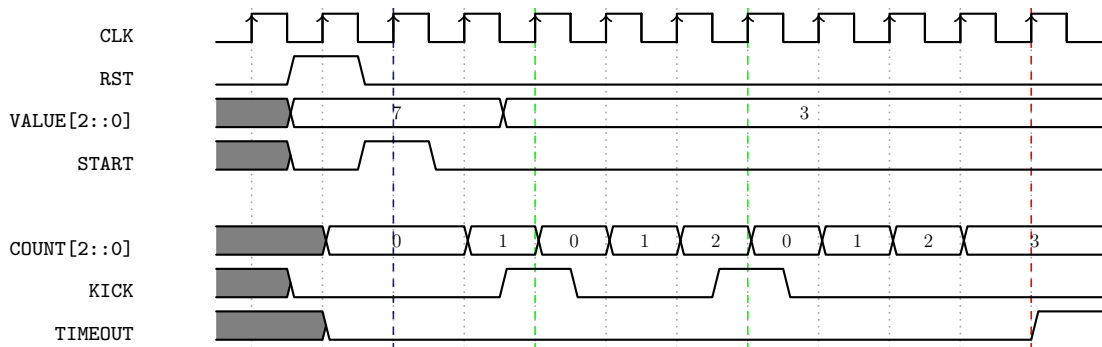 CLK
RST
VALUE[2::0] 7 3
START
COUNT[2::0] 0 1 0 1 2 0 1 2 3
KICK
TIMEOUT